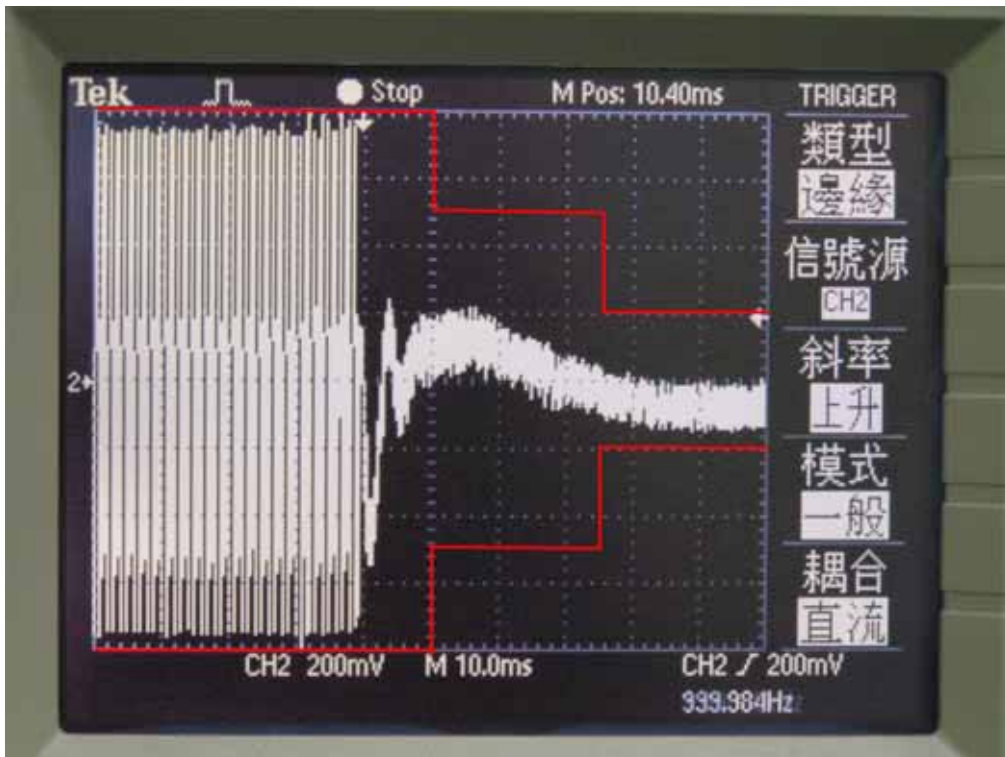 Tek Stop M Pos: 10.40ms TRIGGER
類型
邊緣
信號源
CH2
斜率
上升
模式
一般
耦合
直流
2
CH2 200mV M 10.0ms CH2 200mV
999.984Hz